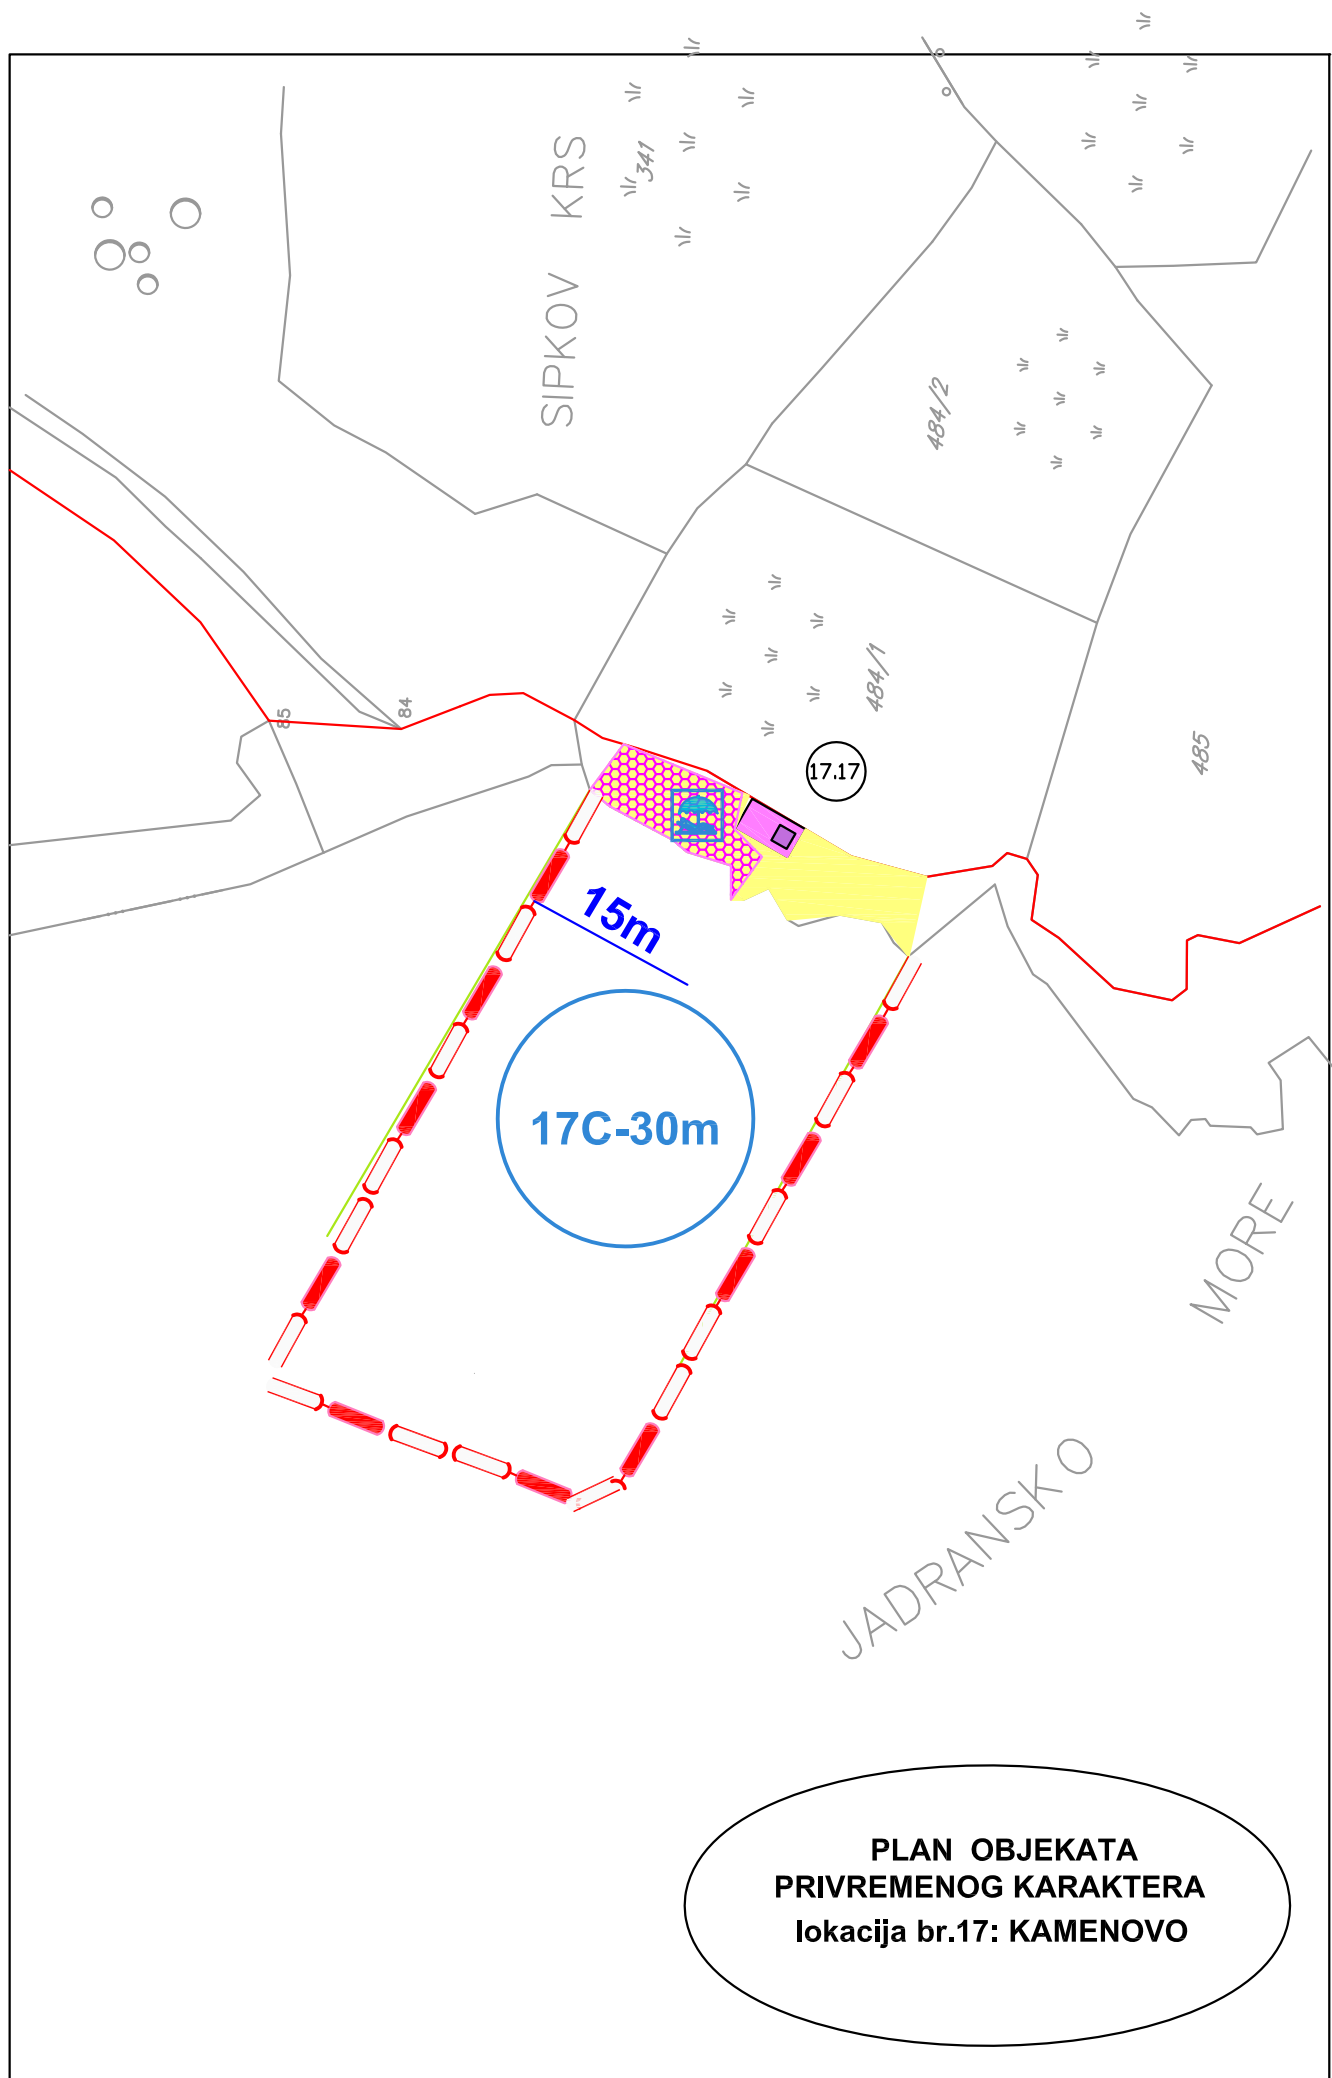 SIPKOV KRS
341
484/2
484/1
485
85
84
17.17
15m
17C-30m
MORE
JADRANSKO
PLAN OBJEKATA
PRIVREMENOG KARAKTERA
lokacija br.17: KAMENOVO